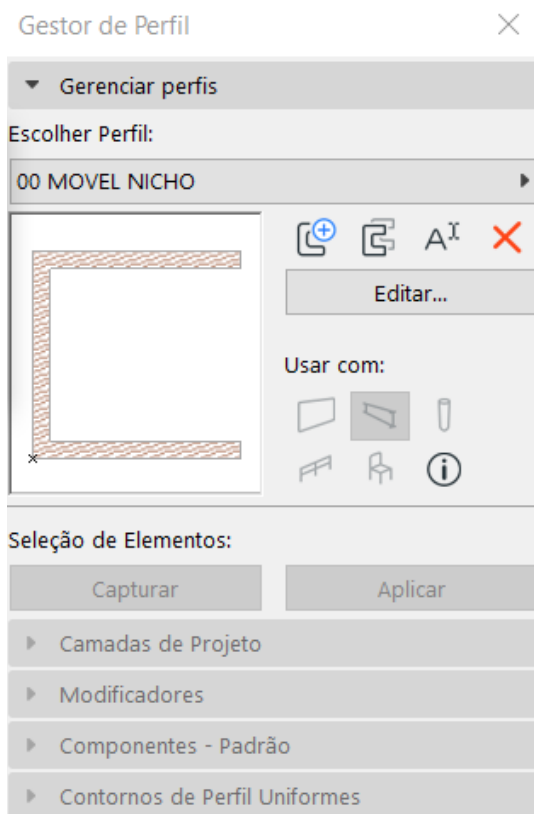 Gestor de Perfil
Gerenciar perfis
Escolher Perfil:
00 MOVEL NICHO
Editar...
Usar com:
Seleção de Elementos:
Capturar
Aplicar
Camadas de Projeto
Modificadores
Componentes - Padrão
Contornos de Perfil Uniformes